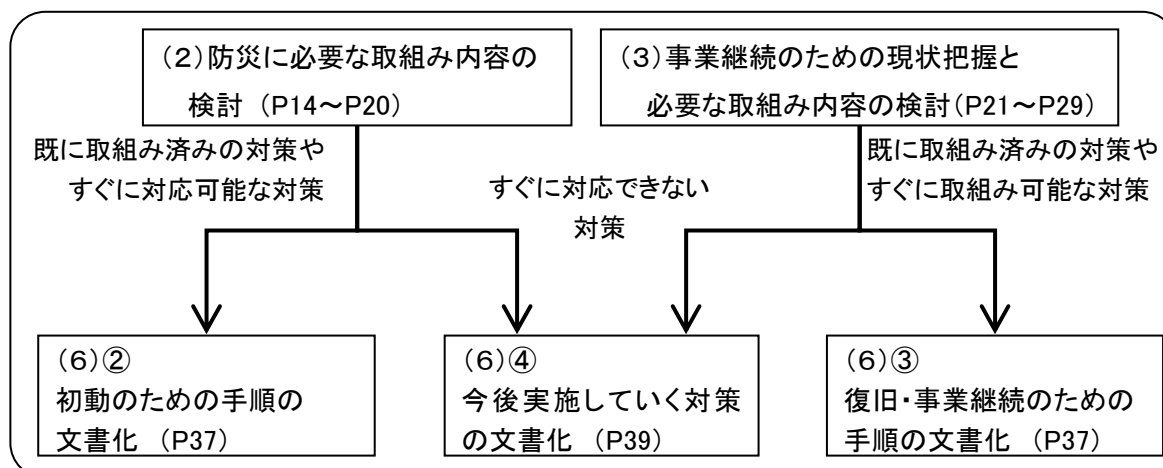 (2)防災に必要な取組み内容の
検討 (P14～P20)
(3)事業継続のための現状把握と
必要な取組み内容の検討(P21～P29)
既に取組み済みの対策や
すぐに対応可能な対策
すぐに対応できない
対策
既に取組み済みの対策や
すぐに取組み可能な対策
(6)②
初動のための手順の
文書化 (P37)
(6)④
今後実施していく対策
の文書化 (P39)
(6)③
復旧・事業継続のための
手順の文書化 (P37)